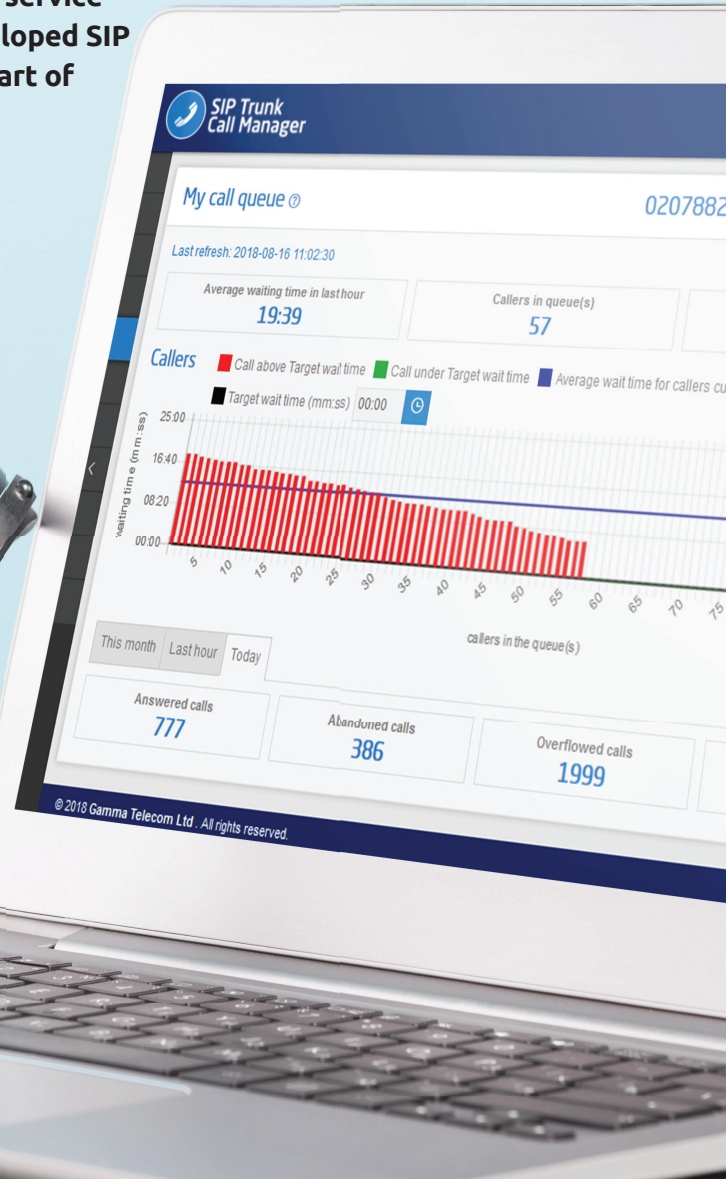 service
loped SIP
art of
SIP Trunk
Call Manager
My call queue
0207882
Last refresh: 2018-08-16 11:02:30
Average waiting time in last hour
19:39
Callers in queue(s)
57
Callers
Call above Target wait time
Call under Target wait time
Average wait time for callers cu
Target wait time (mm:ss) 00:00
waiting time (mm:ss)
25:00
16:40
08:20
00:00
5 10 15 20 25 30 35 40 45 50 55 60 65 70 75
callers in the queue(s)
This month Last hour Today
Answered calls
777
Abandoned calls
386
Overflowed calls
1999
© 2018 Gamma Telecom Ltd . All rights reserved.